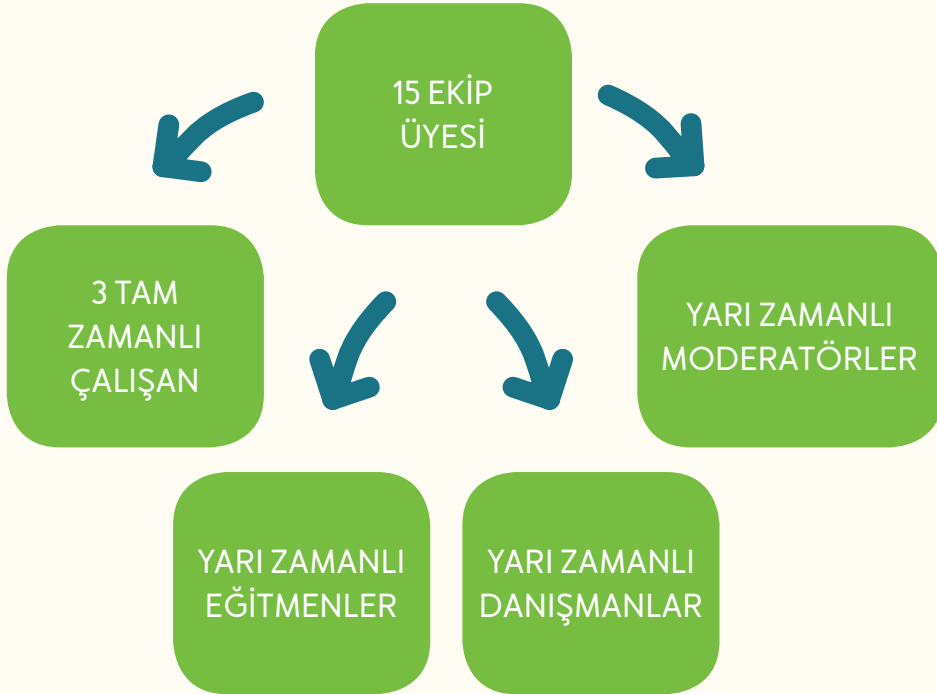 15 EKİP
ÜYESİ
3 TAM
ZAMANLI
ÇALIŞAN
YARI ZAMANLI
MODERATÖRLER
YARI ZAMANLI
EĞİTMENLER
YARI ZAMANLI
DANIŞMANLAR